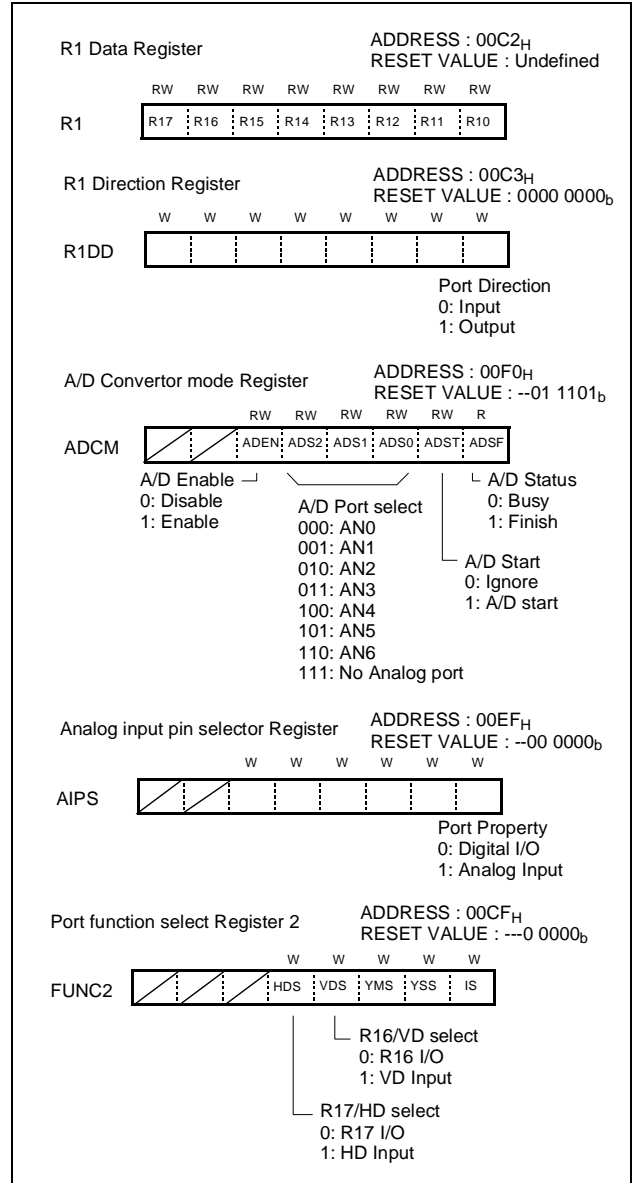 R1 Data Register
ADDRESS : 00C2H
RESET VALUE : Undefined
RW RW RW RW RW RW RW RW
R1 R17 R16 R15 R14 R13 R12 R11 R10
R1 Direction Register
ADDRESS : 00C3H
RESET VALUE : 0000 0000b
W W W W W W W W
R1DD
Port Direction
0: Input
1: Output
A/D Convertor mode Register
ADDRESS : 00F0H
RESET VALUE : --01 1101b
RW RW RW RW RW R
ADCM ADEN ADS2 ADS1 ADS0 ADST ADSF
A/D Enable
0: Disable
1: Enable
A/D Port select
000: AN0
001: AN1
010: AN2
011: AN3
100: AN4
101: AN5
110: AN6
111: No Analog port
A/D Status
0: Busy
1: Finish
A/D Start
0: Ignore
1: A/D start
Analog input pin selector Register
ADDRESS : 00EFH
RESET VALUE : --00 0000b
W W W W W W
AIPS
Port Property
0: Digital I/O
1: Analog Input
Port function select Register 2
ADDRESS : 00CFH
RESET VALUE : ---0 0000b
W W W W W
FUNC2 HDS VDS YMS YSS IS
R16/VD select
0: R16 I/O
1: VD Input
R17/HD select
0: R17 I/O
1: HD Input